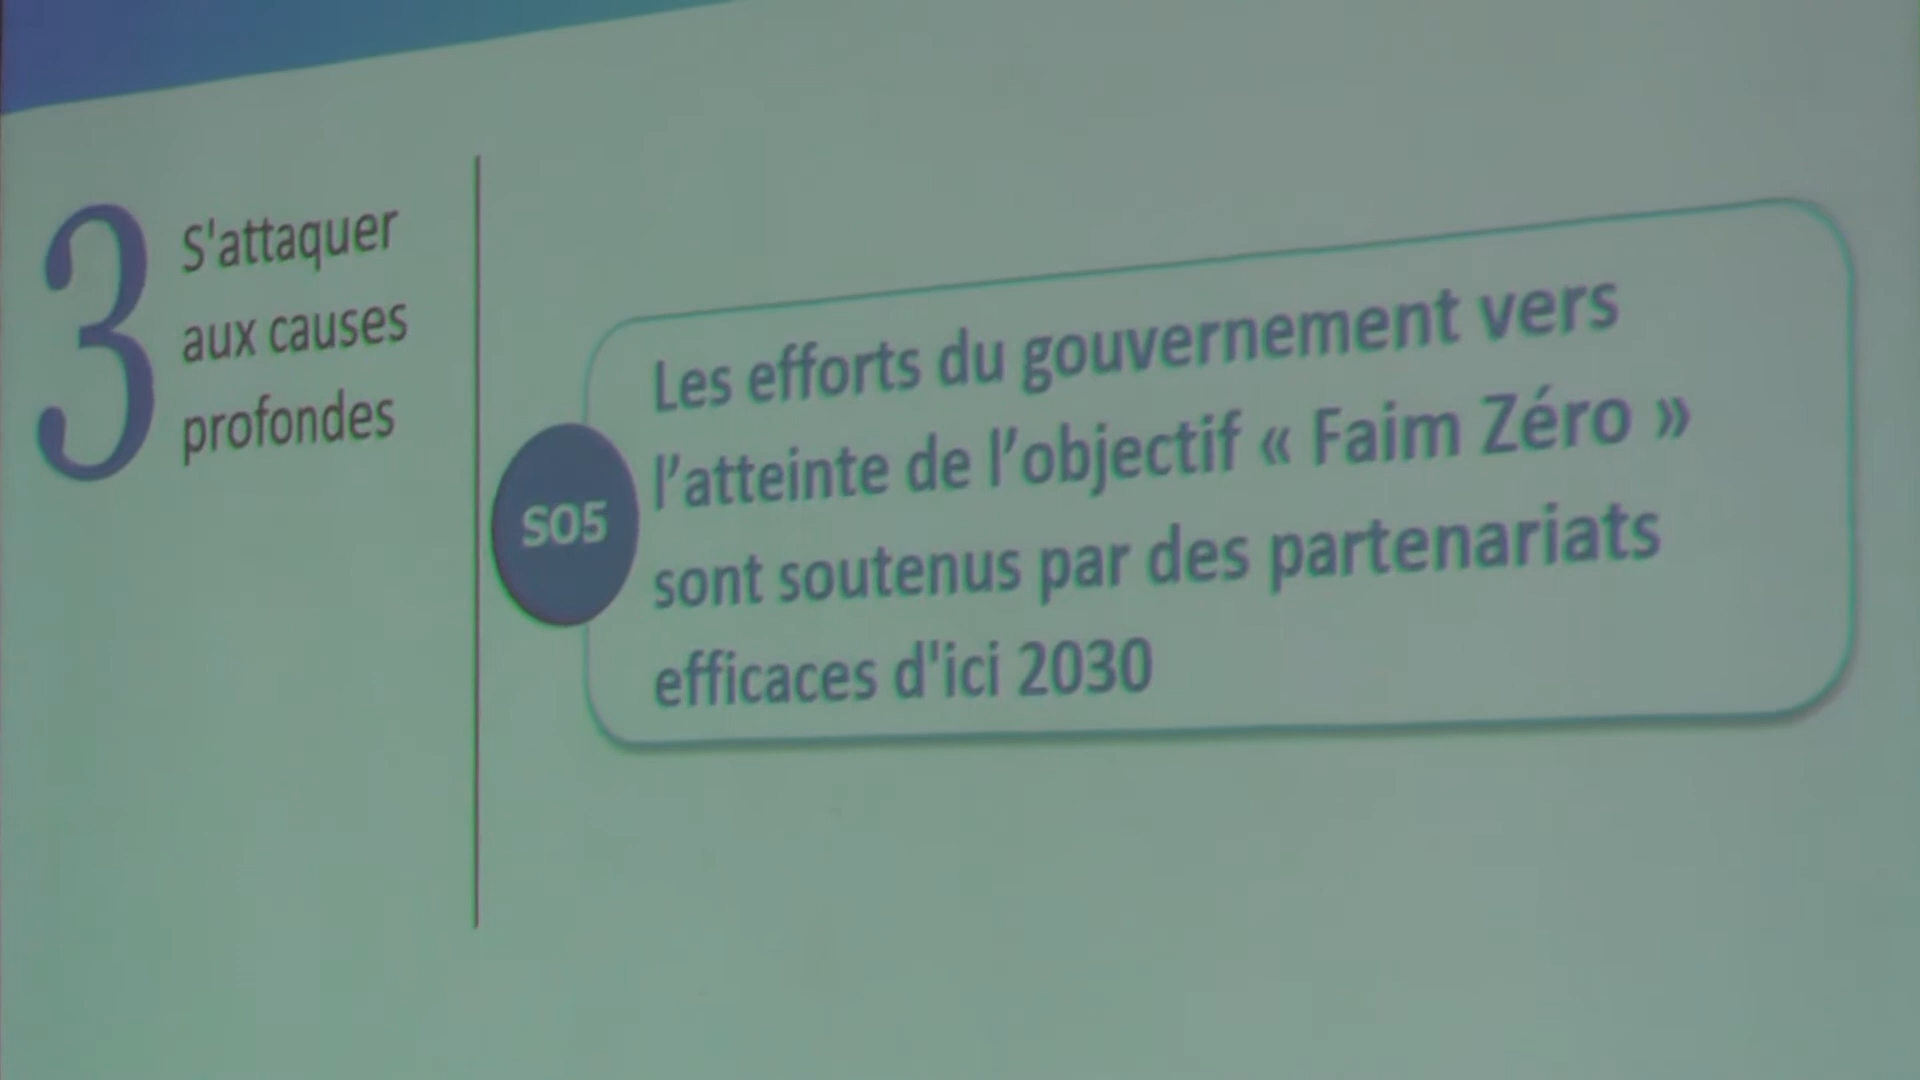 3
S'attaquer
aux causes
profondes
SO5
Les efforts du gouvernement vers
l’atteinte de l’objectif « Faim Zéro »
sont soutenus par des partenariats
efficaces d'ici 2030